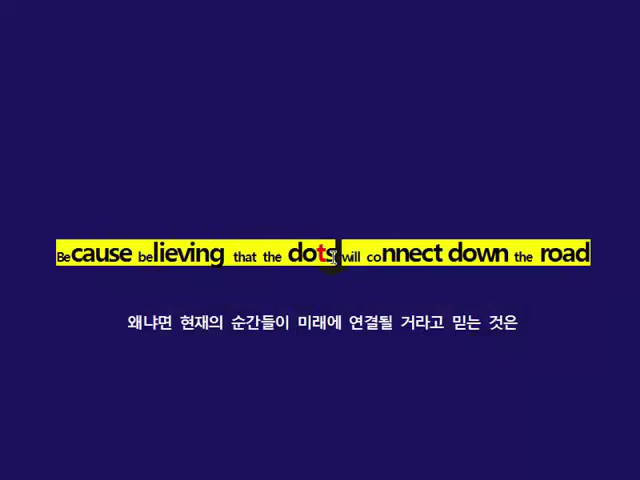 Because believing that the dots will connect down the road
왜냐면 현재의 순간들이 미래에 연결될 거라고 믿는 것은